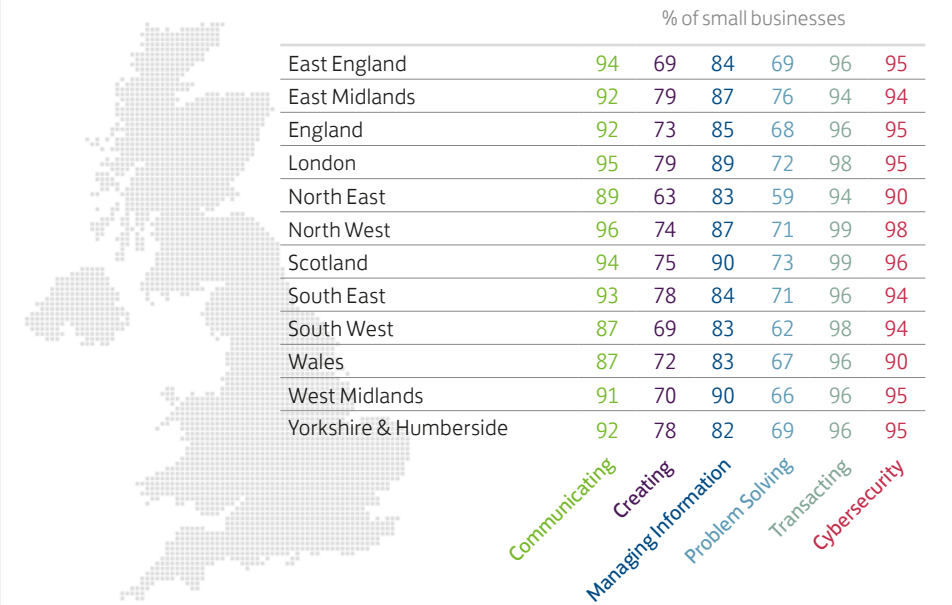 % of small businesses
East England 94 69 84 69 96 95
East Midlands 92 79 87 76 94 94
England 92 73 85 68 96 95
London 95 79 89 72 98 95
North East 89 63 83 59 94 90
North West 96 74 87 71 99 98
Scotland 94 75 90 73 99 96
South East 93 78 84 71 96 94
South West 87 69 83 62 98 94
Wales 87 72 83 67 96 90
West Midlands 91 70 90 66 96 95
Yorkshire & Humberside 92 78 82 69 96 95
Communicating Creating Managing Information Problem Solving Transacting Cybersecurity